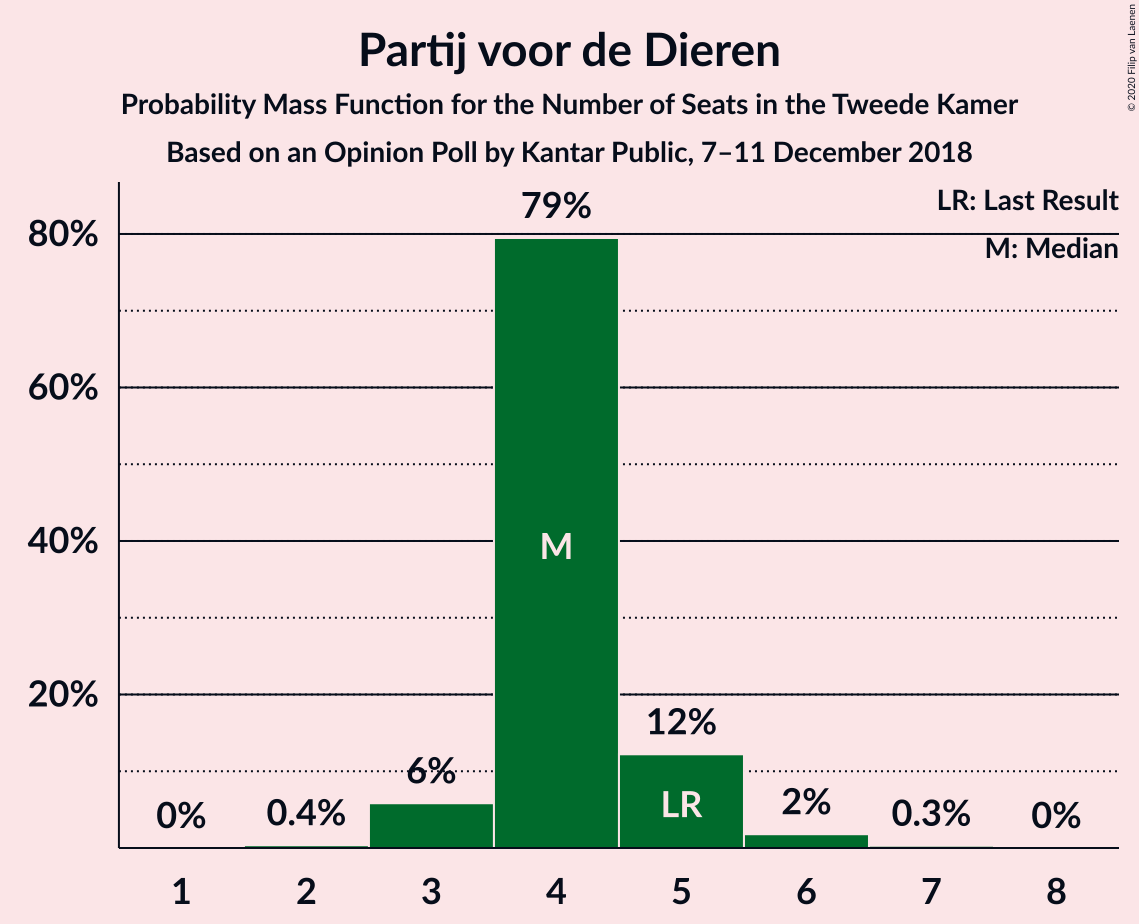 Partij voor de Dieren
Probability Mass Function for the Number of Seats in the Tweede Kamer
Based on an Opinion Poll by Kantar Public, 7–11 December 2018
© 2020 Filip van Laenen
LR: Last Result
M: Median
79%
80%
60%
40%
20%
M
12%
6%
LR
0%
0.4%
2%
0.3%
0%
1 2 3 4 5 6 7 8